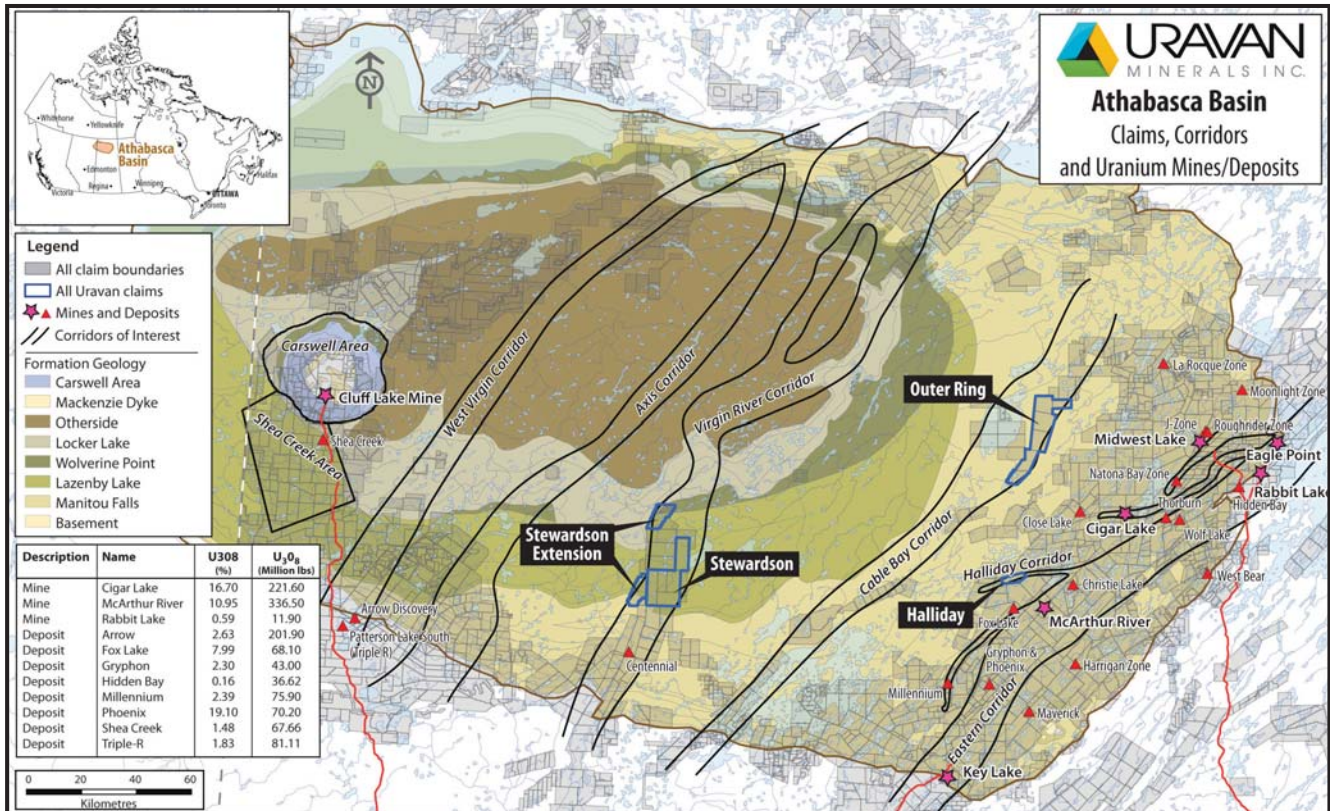 URAVAN
MINERALS INC.
Athabasca Basin
Claims, Corridors
and Uranium Mines/Deposits
N
Whitehorse
Yellowknife
Athabasca
Basin
Edmonton
Regina
Winnipeg
Victoria
OTTAWA
Toronto
Halifax
Legend
All claim boundaries
All Uravan claims
Mines and Deposits
Corridors of Interest
Formation Geology
Carswell Area
Mackenzie Dyke
Otherside
Locker Lake
Wolverine Point
Lazenby Lake
Manitou Falls
Basement
Description Name U308 (%) U3O8 (Million lbs)
Mine Cigar Lake 16.70 221.60
Mine McArthur River 10.95 336.50
Mine Rabbit Lake 0.59 11.90
Deposit Arrow 2.63 201.90
Deposit Fox Lake 7.99 68.10
Deposit Gryphon 2.30 43.00
Deposit Hidden Bay 0.16 36.62
Deposit Millennium 2.39 75.90
Deposit Phoenix 19.10 70.20
Deposit Shea Creek 1.48 67.66
Deposit Triple-R 1.83 81.11
0 20 40 60
Kilometres
Carswell Area
Cluff Lake Mine
Shea Creek
Shea Creek Area
West Virgin Corridor
Axis Corridor
Virgin River Corridor
Cable Bay Corridor
Halliday Corridor
Eastern Corridor
Arrow Discovery
Patterson Lake South
(Triple R)
Stewardson
Extension
Stewardson
Centennial
Outer Ring
Halliday
La Rocque Zone
Moonlight Zone
J-Zone
Roughrider Zone
Midwest Lake
Eagle Point
Natona Bay Zone
Rabbit Lake
Hidden Bay
Thorburn
Close Lake
Cigar Lake
Wolf Lake
West Bear
Christie Lake
Fox Lake
McArthur River
Gryphon &
Phoenix
Harrigan Zone
Millennium
Maverick
Key Lake